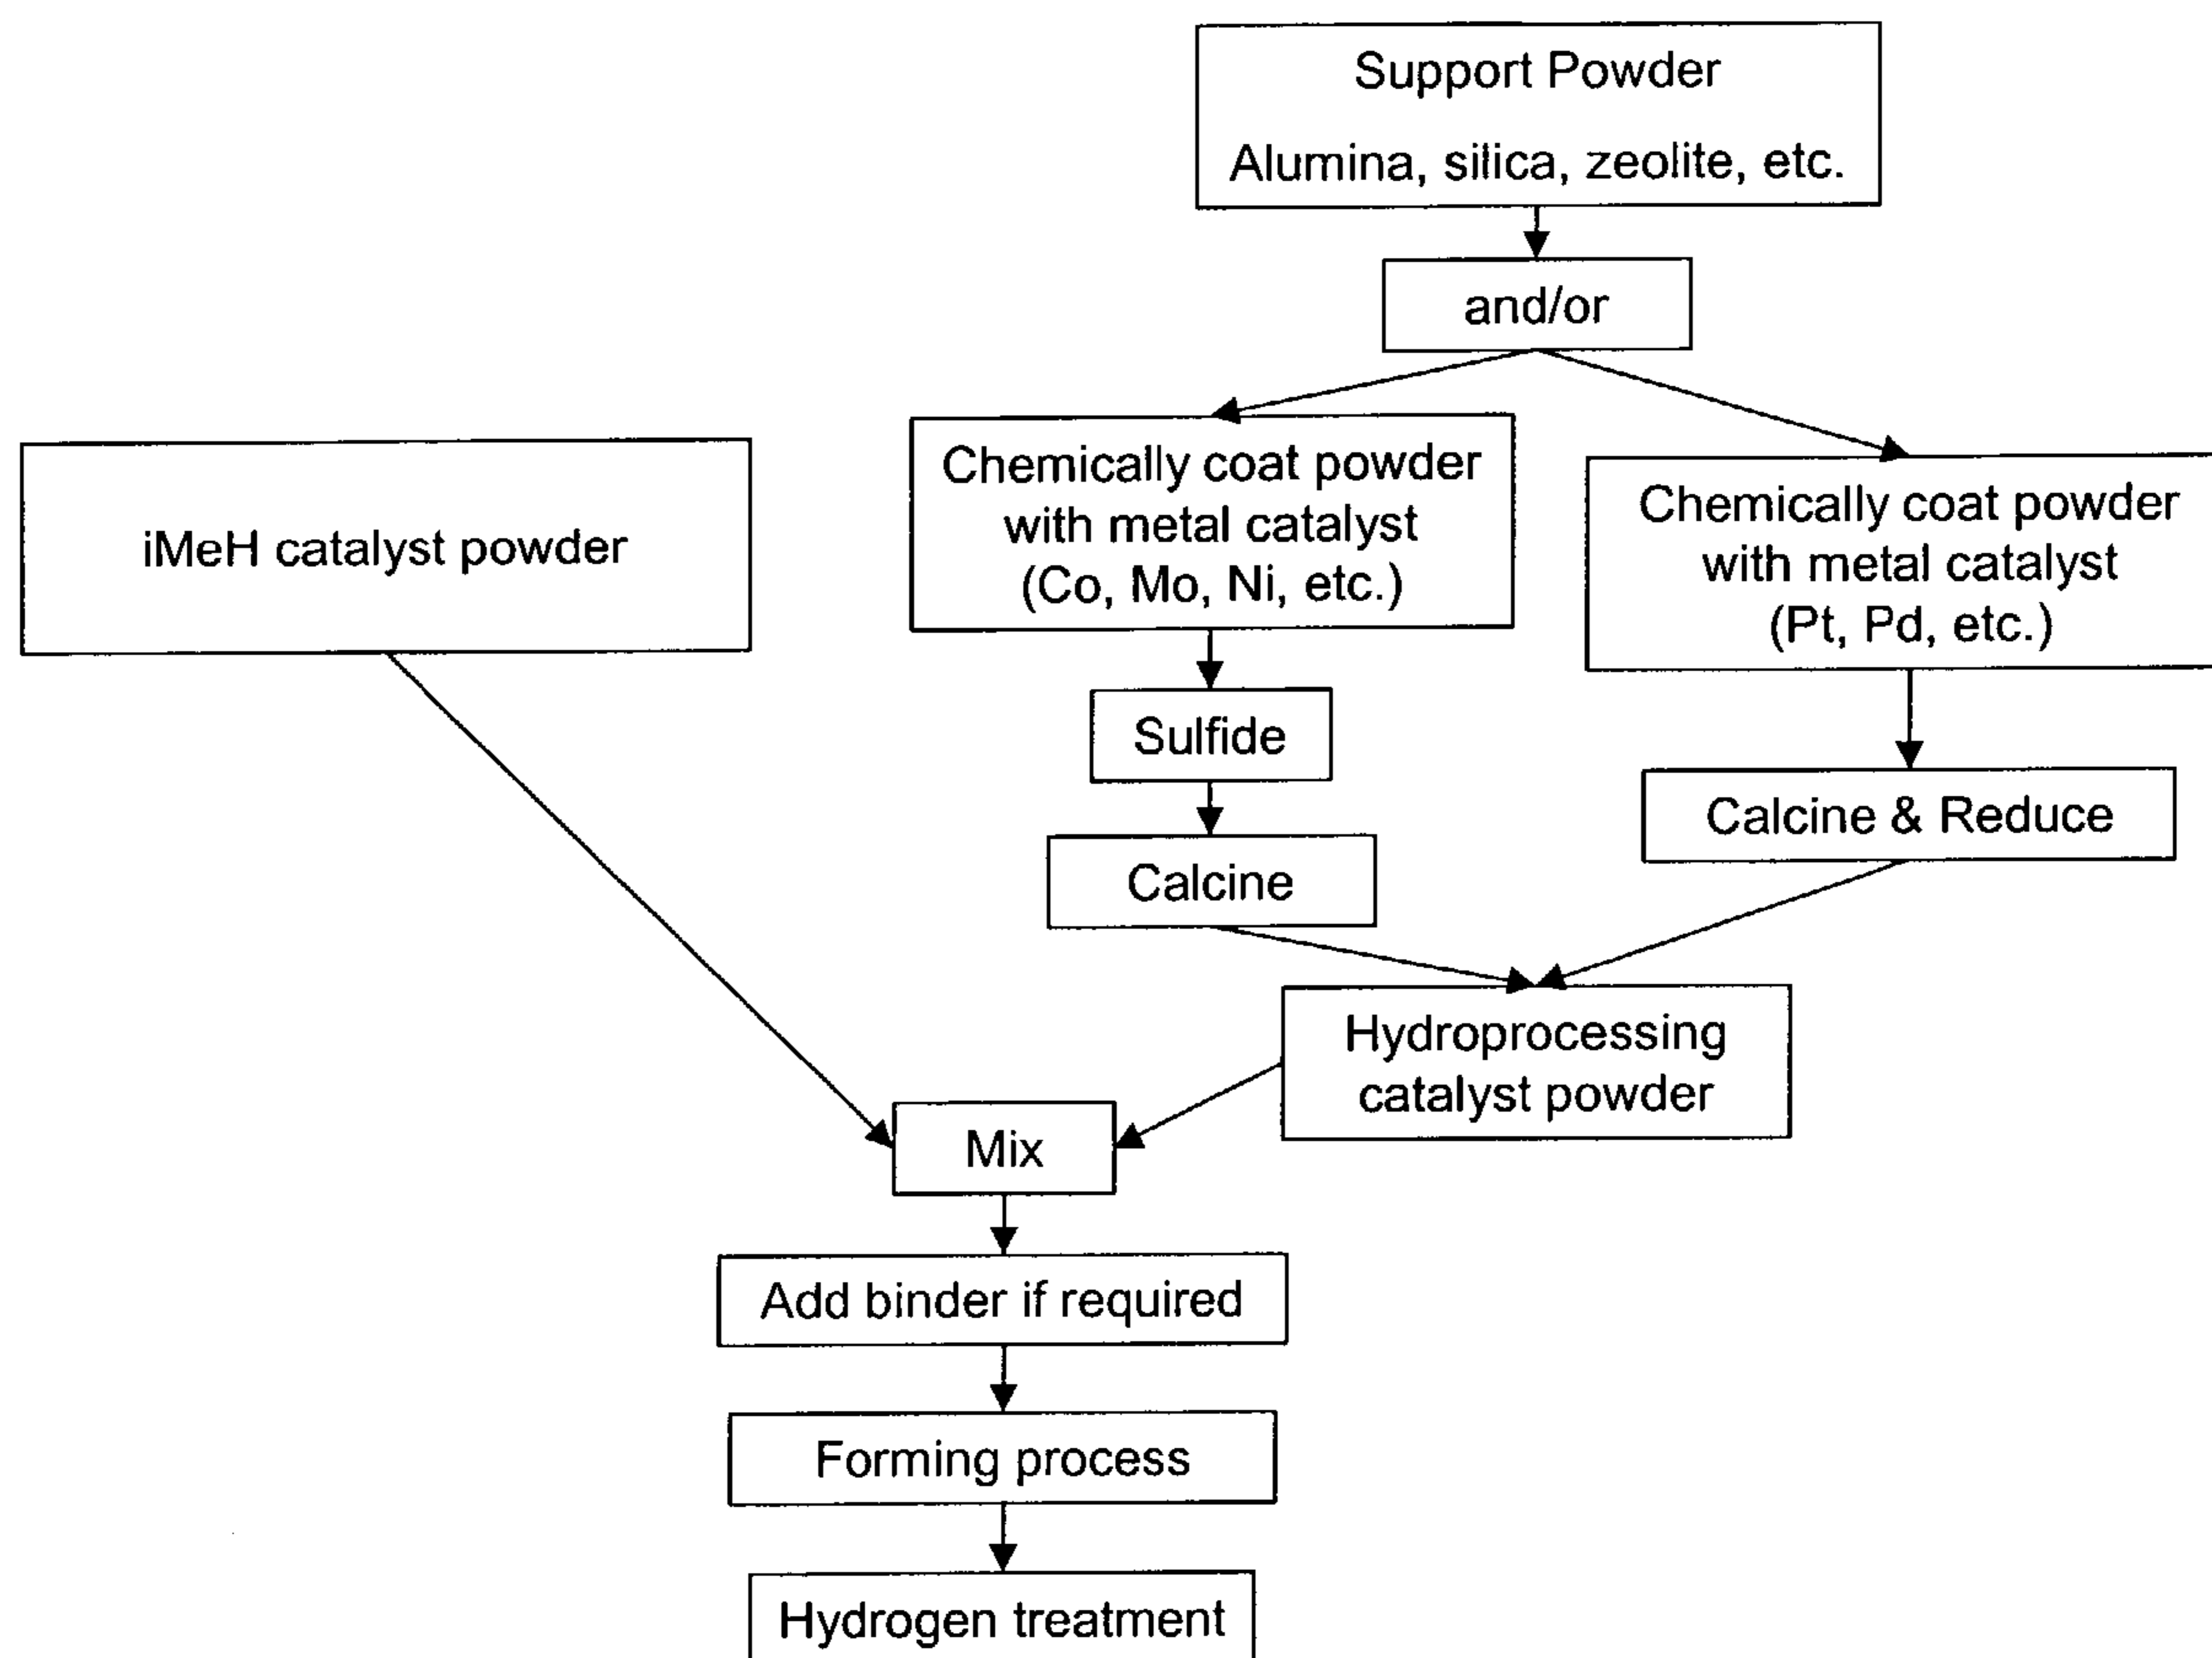 Support Powder
Alumina, silica, zeolite, etc.
and/or
Chemically coat powder
with metal catalyst
(Co, Mo, Ni, etc.)
Chemically coat powder
with metal catalyst
(Pt, Pd, etc.)
iMeH catalyst powder
Sulfide
Calcine & Reduce
Calcine
Hydroprocessing
catalyst powder
Mix
Add binder if required
Forming process
Hydrogen treatment